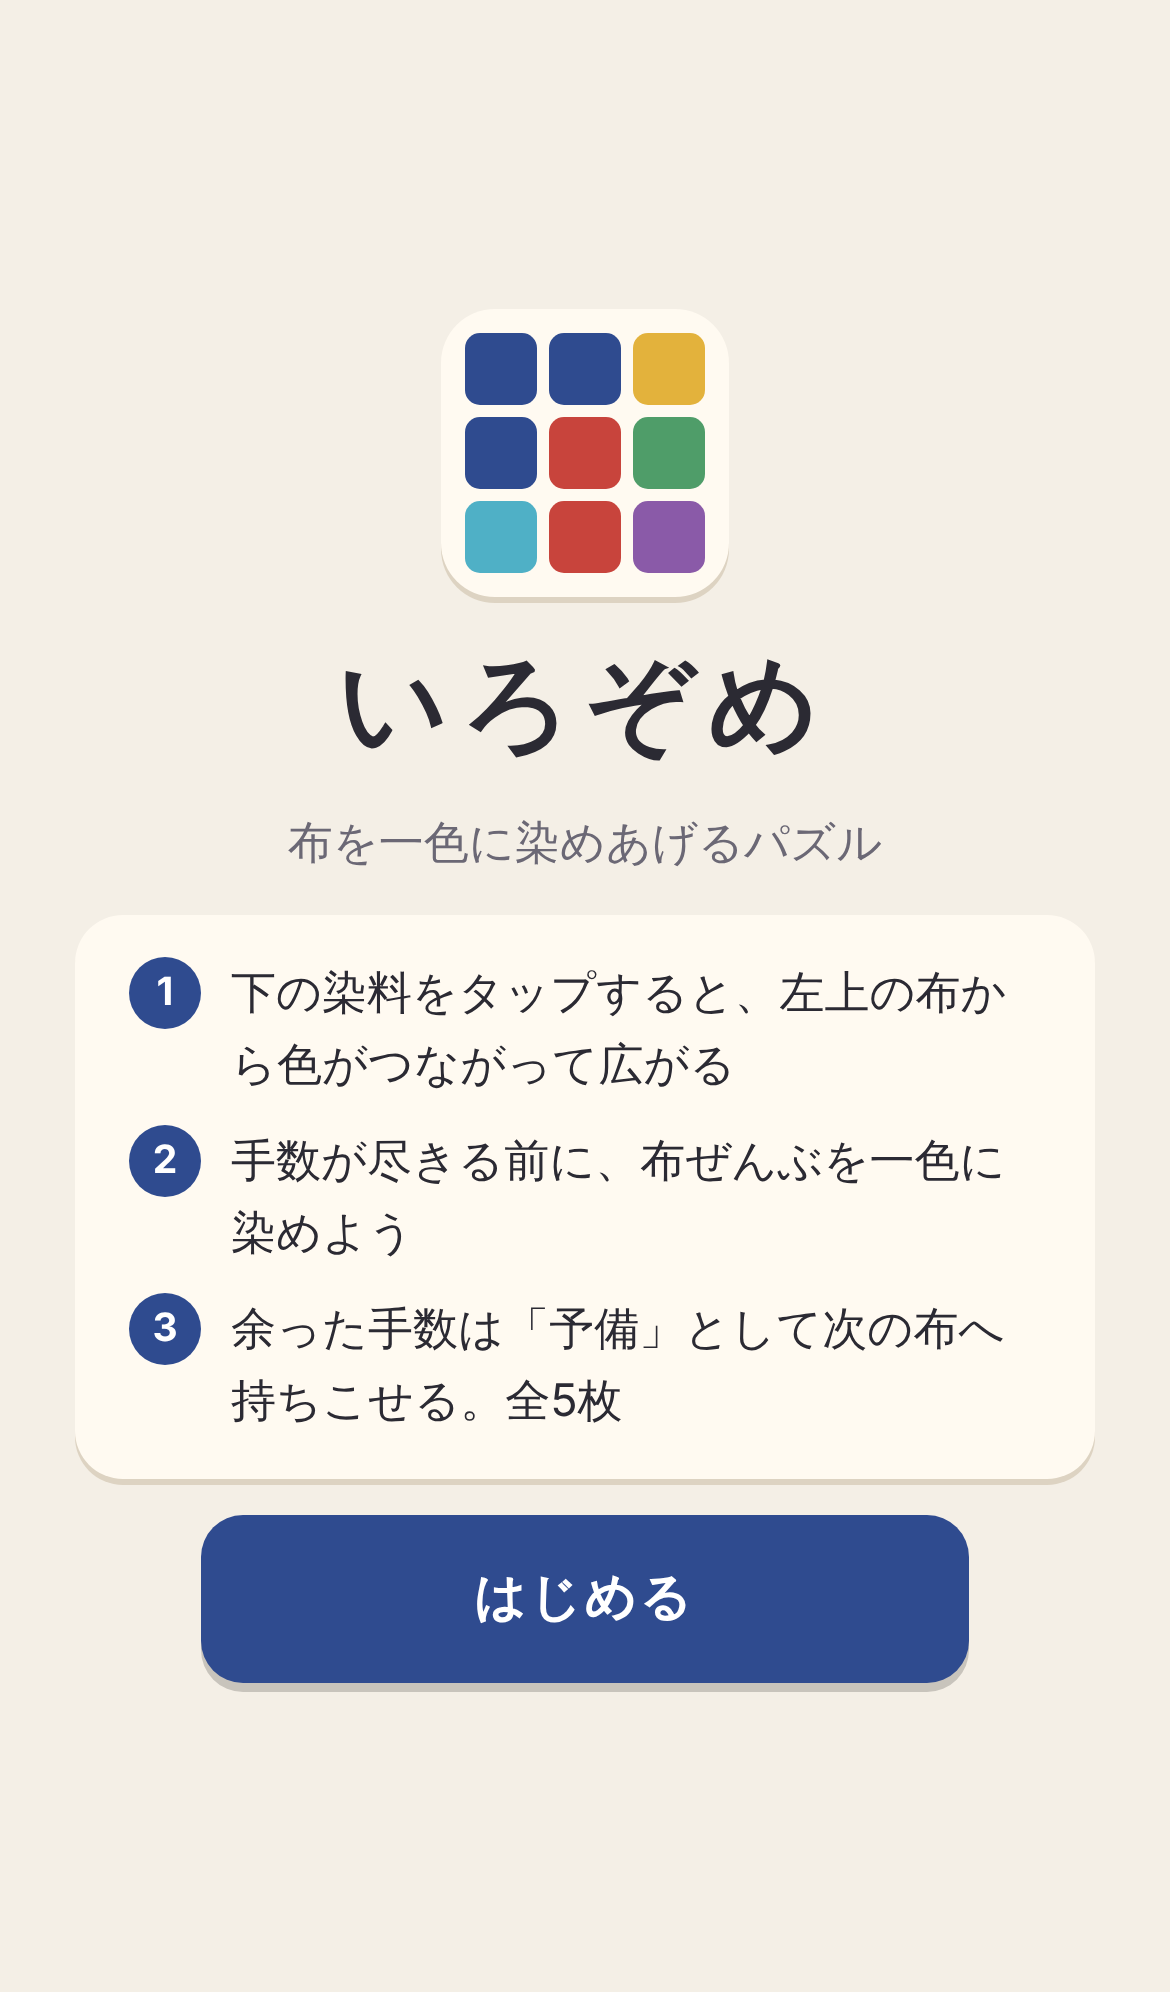 いろぞめ
布を一色に染めあげるパズル
1 下の染料をタップすると、左上の布か
ら色がつながって広がる
2 手数が尽きる前に、布ぜんぶを一色に
染めよう
3 余った手数は「予備」として次の布へ
持ちこせる。全5枚
はじめる